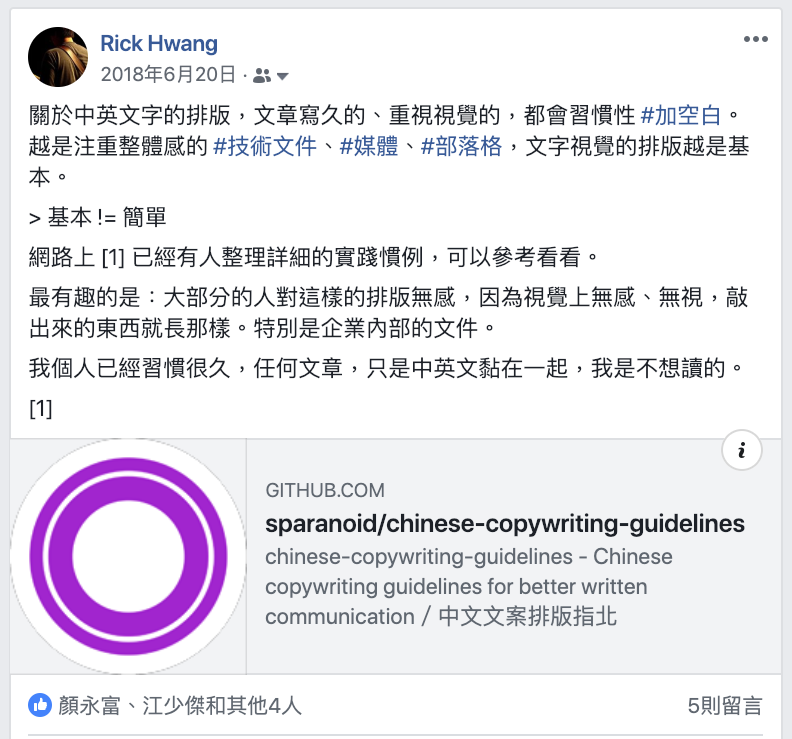 Rick Hwang
2018年6月20日 ·
關於中英文字的排版，文章寫久的、重視視覺的，都會習慣性 #加空白。
越是注重整體感的 #技術文件、#媒體、#部落格，文字視覺的排版越是基
本。
> 基本 != 簡單
網路上 [1] 已經有人整理詳細的實踐慣例，可以參考看看。
最有趣的是：大部分的人對這樣的排版無感，因為視覺上無感、無視，敲
出來的東西就長那樣。特別是企業內部的文件。
我個人已經習慣很久，任何文章，只是中英文黏在一起，我是不想讀的。
[1]
i
GITHUB.COM
sparanoid/chinese-copywriting-guidelines
chinese-copywriting-guidelines - Chinese
copywriting guidelines for better written
communication / 中文文案排版指北
顏永富、江少傑和其他4人
5則留言